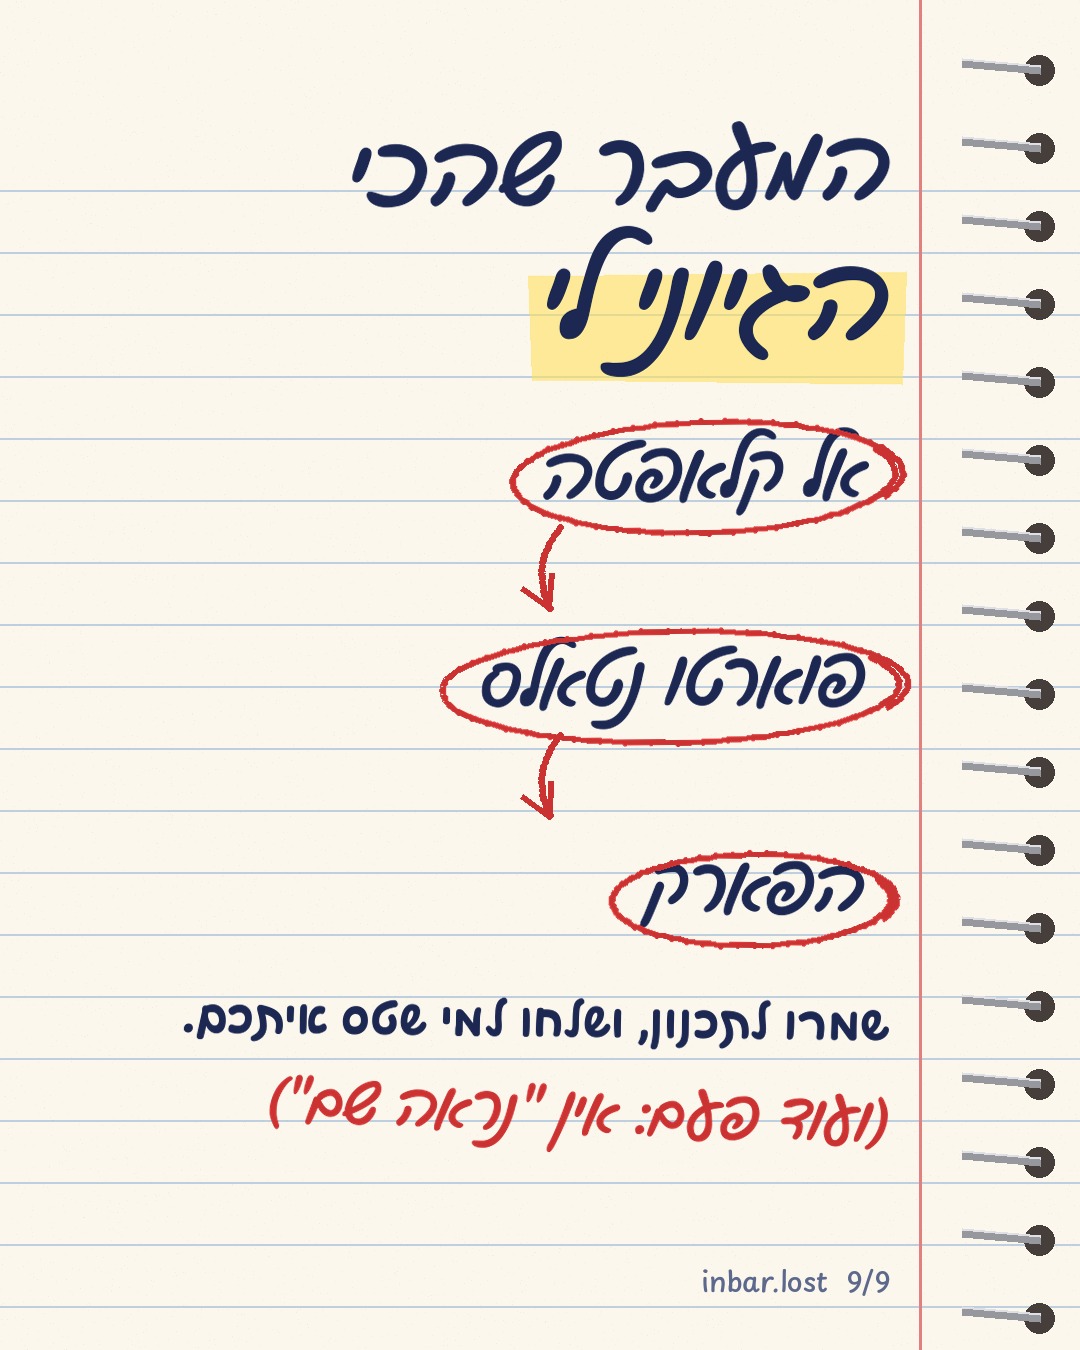 המעבר שהכי
הגיוני לי
אל קלאפטה
פוארטו נטאלס
הפארק
שמרו לתכנון, ושלחו למי שטס איתכם.
(ועוד פעם: אין "נראה שם")
inbar.lost 9/9